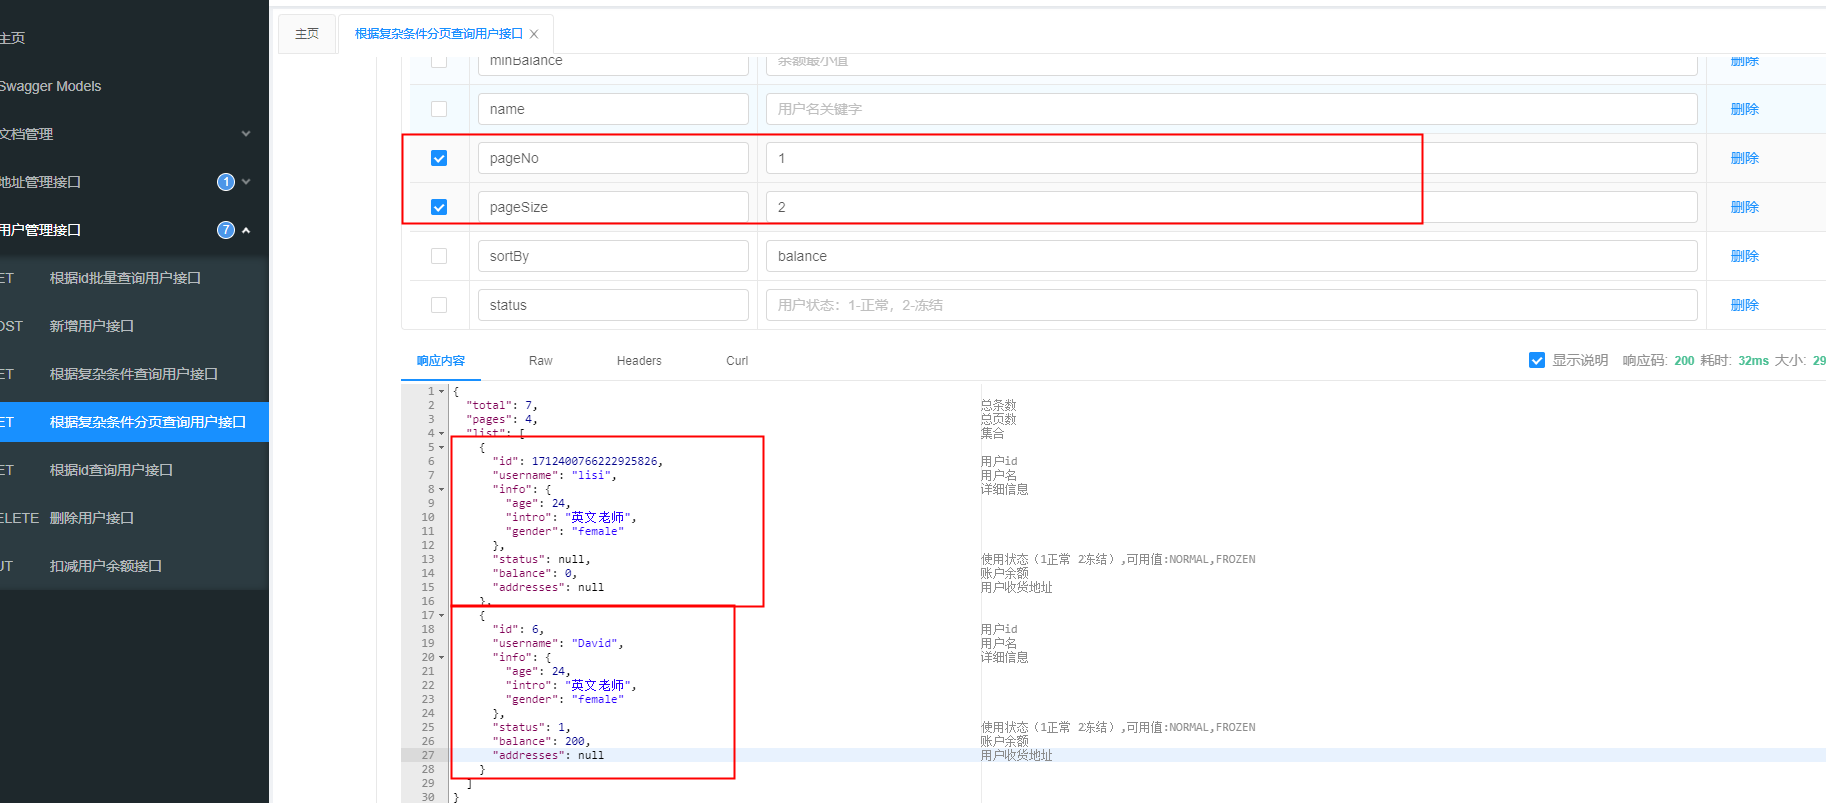 主页
Swagger Models
文档管理
地址管理接口 1
用户管理接口 7
ET 根据id批量查询用户接口
OST 新增用户接口
ET 根据复杂条件查询用户接口
ET 根据复杂条件分页查询用户接口
ET 根据id查询用户接口
ELETE 删除用户接口
UT 扣减用户余额接口
主页 根据复杂条件分页查询用户接口
minBalance 余额最小值 删除
name 用户名关键字 删除
pageNo 1 删除
pageSize 2 删除
sortBy balance 删除
status 用户状态：1-正常，2-冻结 删除
响应内容 Raw Headers Curl 显示说明 响应码: 200 耗时: 32ms 大小: 29
1 {
2 "total": 7, 总条数
3 "pages": 4, 总页数
4 "list": [ 集合
5 {
6 "id": 1712400766222925826, 用户id
7 "username": "lisi", 用户名
8 "info": { 详细信息
9 "age": 24,
10 "intro": "英文老师",
11 "gender": "female"
12 },
13 "status": null, 使用状态（1正常 2冻结）,可用值:NORMAL,FROZEN
14 "balance": 0, 账户余额
15 "addresses": null 用户收货地址
16 },
17 {
18 "id": 6, 用户id
19 "username": "David", 用户名
20 "info": { 详细信息
21 "age": 24,
22 "intro": "英文老师",
23 "gender": "female"
24 },
25 "status": 1, 使用状态（1正常 2冻结）,可用值:NORMAL,FROZEN
26 "balance": 200, 账户余额
27 "addresses": null 用户收货地址
28 }
29 ]
30 }